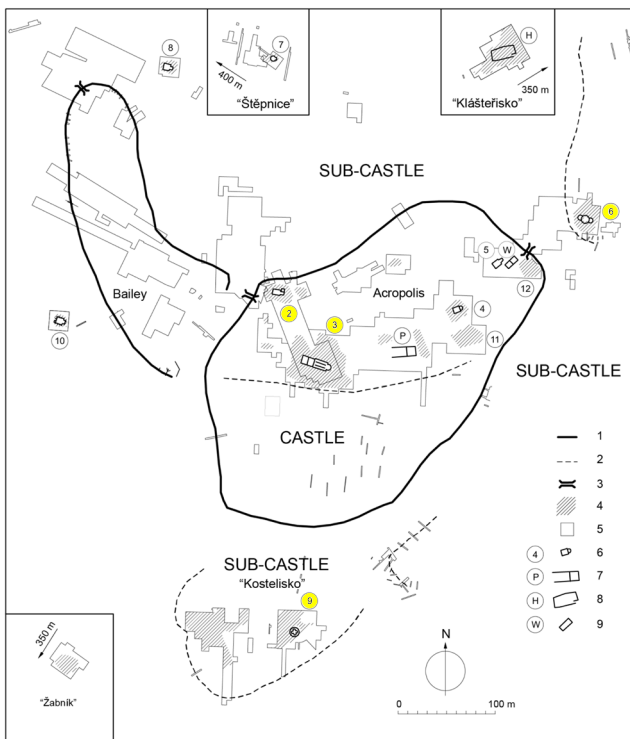 8
7
400 m
"Štěpnice"
H
350 m
"Klášteřisko"
SUB-CASTLE
6
5
W
12
Bailey
Acropolis
2
3
4
P
11
10
SUB-CASTLE
CASTLE
1
2
3
4
5
4 6
P 7
H 8
W 9
SUB-CASTLE
"Kostelisko"
9
350 m
"Žabník"
N
0 100 m